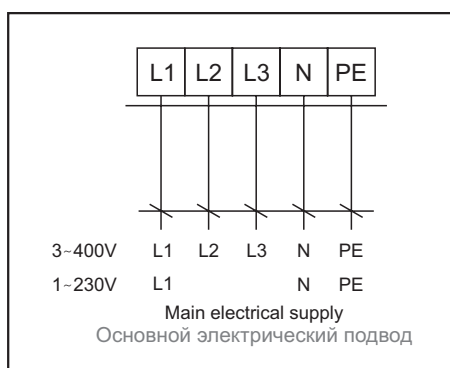 L1 L2 L3 N PE
3~400V L1 L2 L3 N PE
1~230V L1 N PE
Main electrical supply
Основной электрический подвод